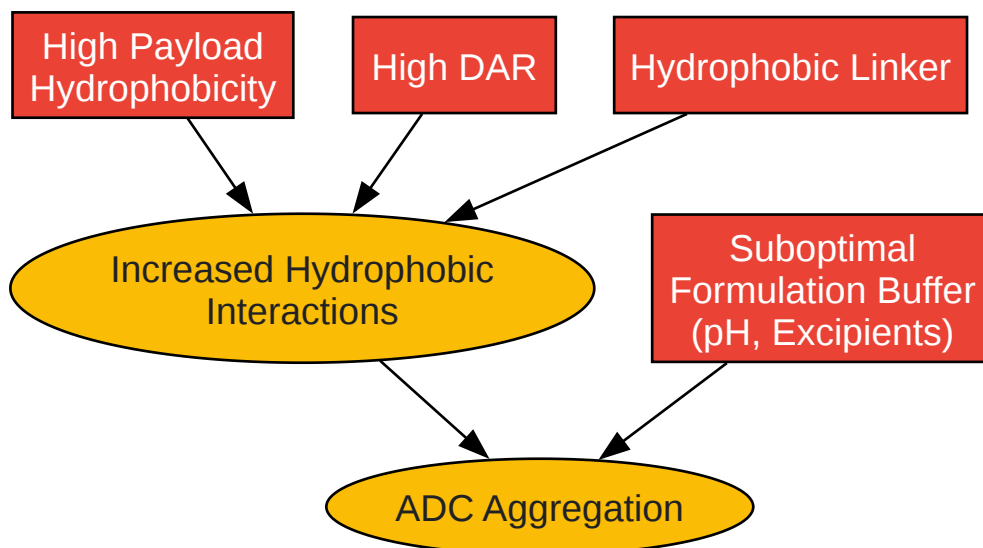 High Payload
Hydrophobicity
High DAR
Hydrophobic Linker
Increased Hydrophobic
Interactions
Suboptimal
Formulation Buffer
(pH, Excipients)
ADC Aggregation